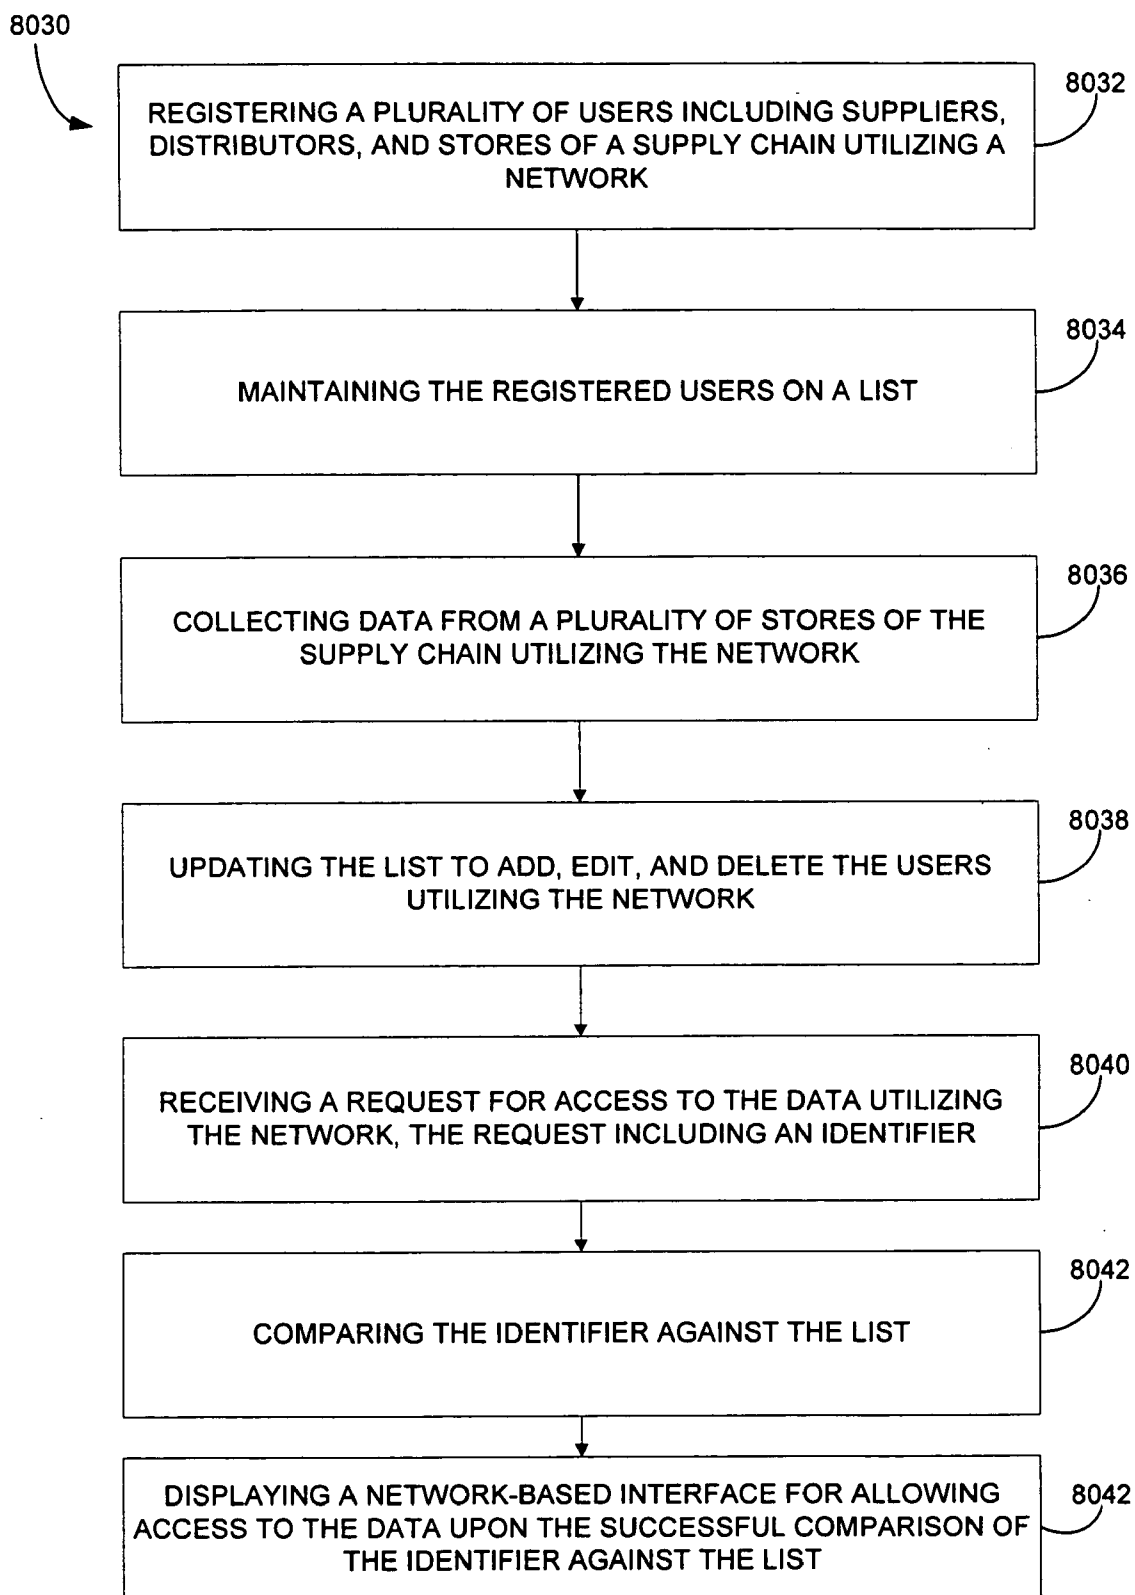 8030
8032
REGISTERING A PLURALITY OF USERS INCLUDING SUPPLIERS,
DISTRIBUTORS, AND STORES OF A SUPPLY CHAIN UTILIZING A
NETWORK
8034
MAINTAINING THE REGISTERED USERS ON A LIST
8036
COLLECTING DATA FROM A PLURALITY OF STORES OF THE
SUPPLY CHAIN UTILIZING THE NETWORK
8038
UPDATING THE LIST TO ADD, EDIT, AND DELETE THE USERS
UTILIZING THE NETWORK
8040
RECEIVING A REQUEST FOR ACCESS TO THE DATA UTILIZING
THE NETWORK, THE REQUEST INCLUDING AN IDENTIFIER
8042
COMPARING THE IDENTIFIER AGAINST THE LIST
8042
DISPLAYING A NETWORK-BASED INTERFACE FOR ALLOWING
ACCESS TO THE DATA UPON THE SUCCESSFUL COMPARISON OF
THE IDENTIFIER AGAINST THE LIST